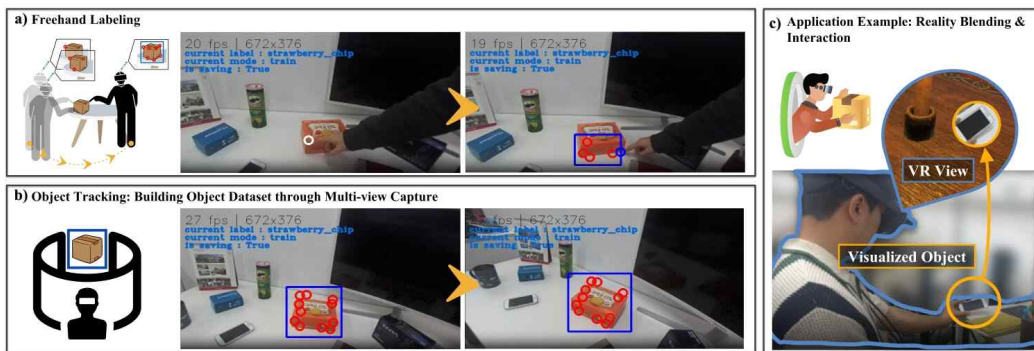 a) Freehand Labeling
20 fps | 672x376
current label : strawberry_chip
current mode : train
is saving : True
19 fps | 672x376
current label : strawberry_chip
current mode : train
is saving : True
b) Object Tracking: Building Object Dataset through Multi-view Capture
27 fps | 672x376
current label : strawberry_chip
current mode : train
is saving : True
fps | 672x376
current label : strawberry_chip
current mode : train
is saving : True
c) Application Example: Reality Blending &
Interaction
VR View
Visualized Object